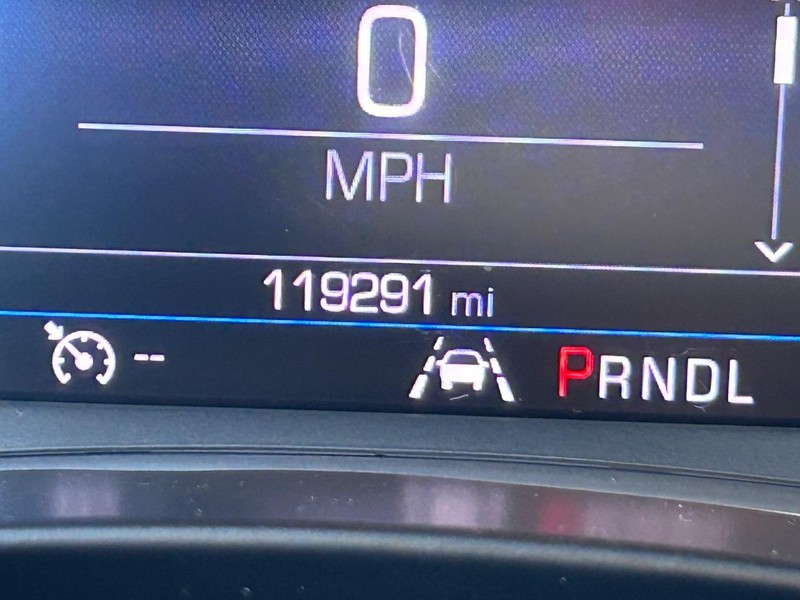 0
MPH
119291 mi
--
PRNDL